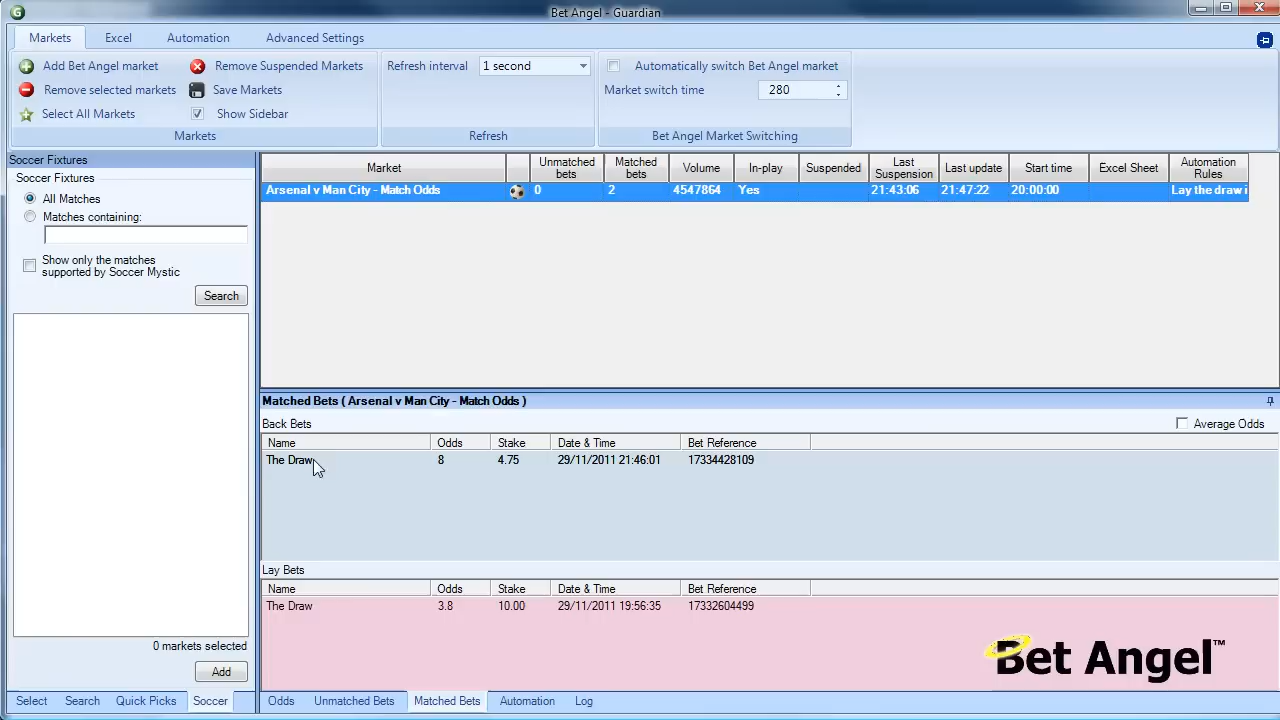 Bet Angel - Guardian
Markets Excel Automation Advanced Settings
Add Bet Angel market Remove Suspended Markets Refresh interval 1 second Automatically switch Bet Angel market
Remove selected markets Save Markets Market switch time 280
Select All Markets Show Sidebar
Markets Refresh Bet Angel Market Switching
Soccer Fixtures
Soccer Fixtures
All Matches
Matches containing:
Show only the matches
supported by Soccer Mystic
Search
0 markets selected
Add
Select Search Quick Picks Soccer
Market Unmatched bets Matched bets Volume In-play Suspended Last Suspension Last update Start time Excel Sheet Automation Rules
Arsenal v Man City - Match Odds 0 2 4547864 Yes 21:43:06 21:47:22 20:00:00 Lay the draw i
Matched Bets ( Arsenal v Man City - Match Odds )
Back Bets Average Odds
Name Odds Stake Date & Time Bet Reference
The Draw 8 4.75 29/11/2011 21:46:01 17334428109
Lay Bets
Name Odds Stake Date & Time Bet Reference
The Draw 3.8 10.00 29/11/2011 19:56:35 17332604499
Bet Angel™
Odds Unmatched Bets Matched Bets Automation Log